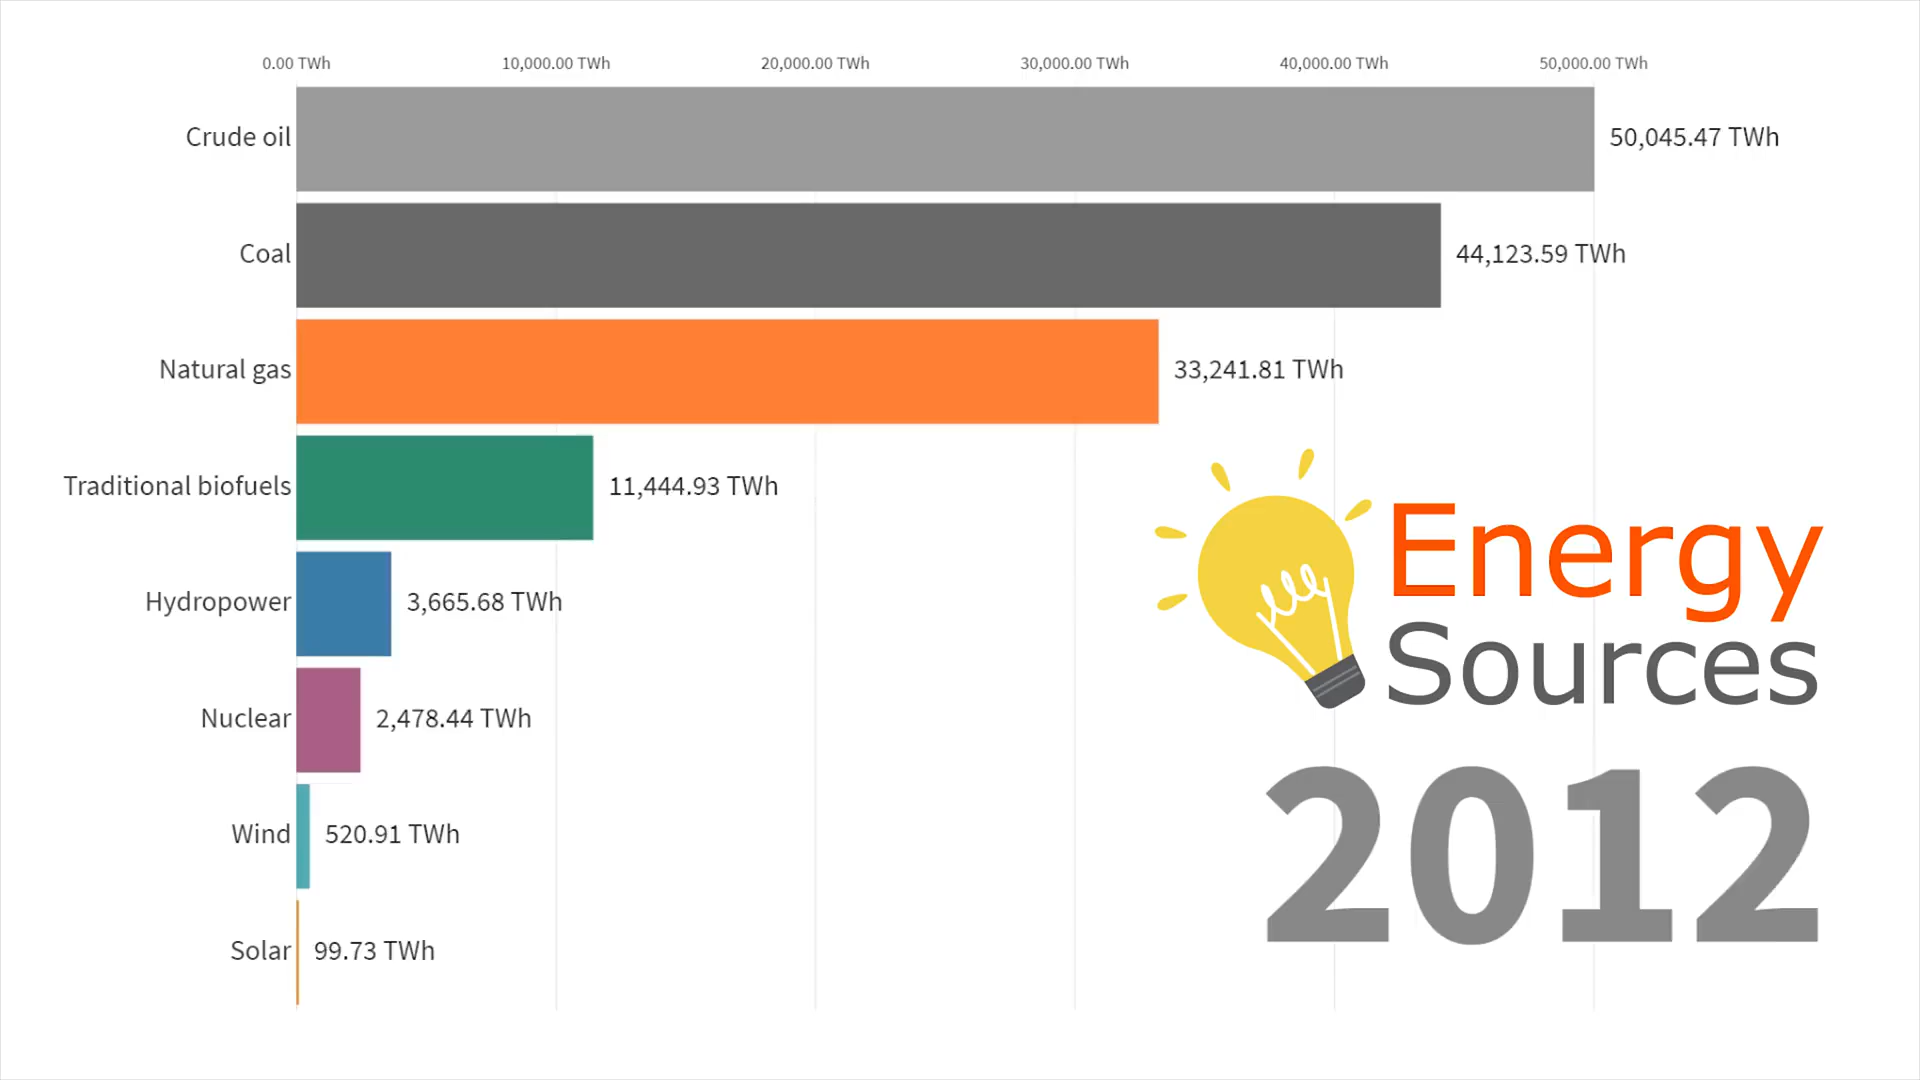 0.00 TWh 10,000.00 TWh 20,000.00 TWh 30,000.00 TWh 40,000.00 TWh 50,000.00 TWh
Crude oil 50,045.47 TWh
Coal 44,123.59 TWh
Natural gas 33,241.81 TWh
Traditional biofuels 11,444.93 TWh
Hydropower 3,665.68 TWh
Nuclear 2,478.44 TWh
Wind 520.91 TWh
Solar 99.73 TWh
Energy
Sources
2012